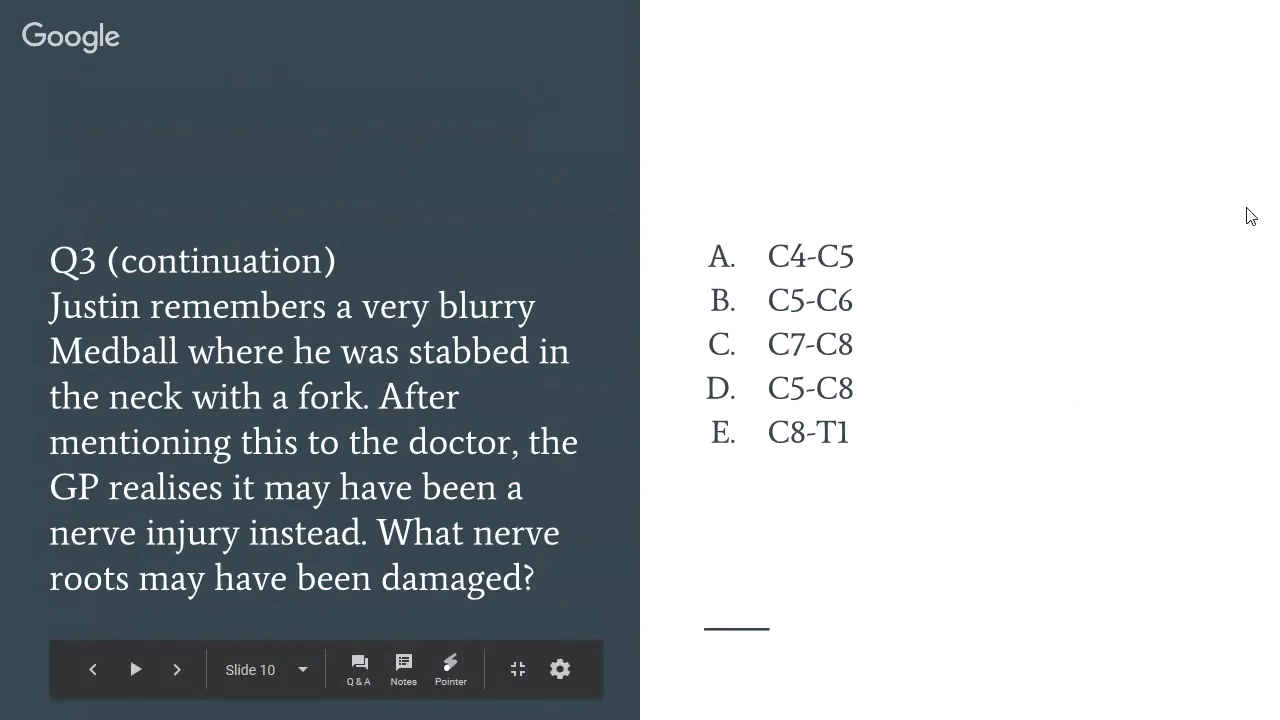 Google
Q3 (continuation)
Justin remembers a very blurry
Medball where he was stabbed in
the neck with a fork. After
mentioning this to the doctor, the
GP realises it may have been a
nerve injury instead. What nerve
roots may have been damaged?
A. C4-C5
B. C5-C6
C. C7-C8
D. C5-C8
E. C8-T1
Slide 10
Q & A
Notes
Pointer